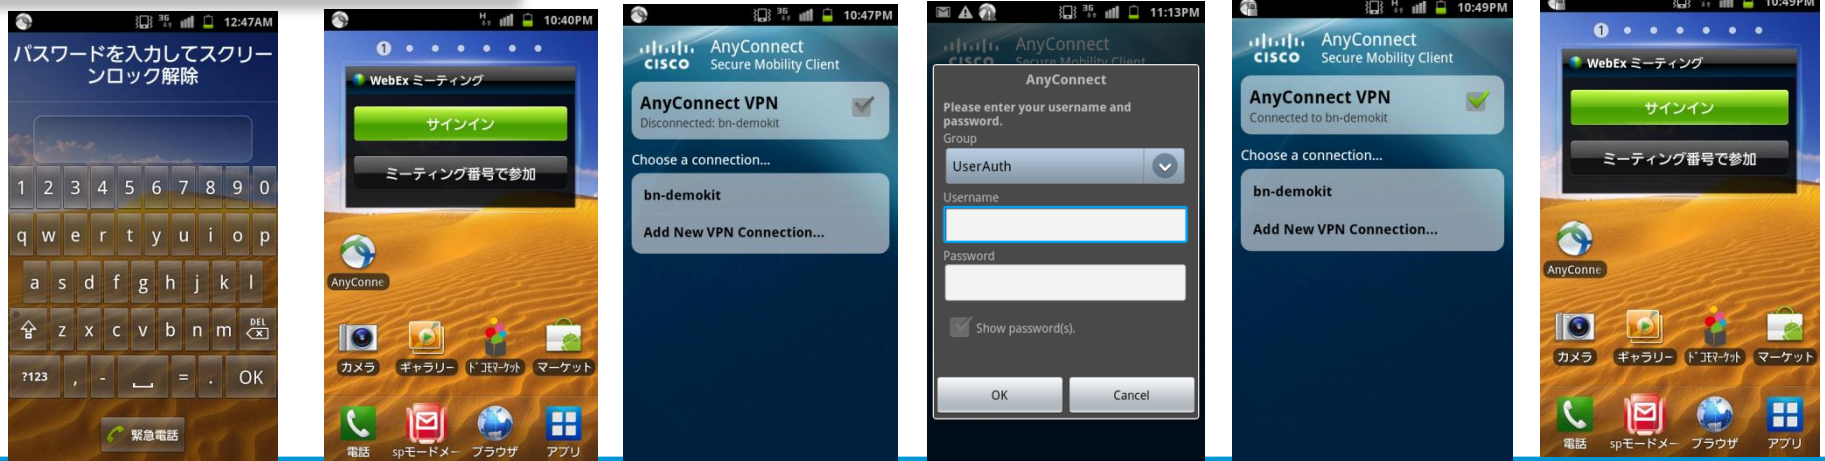 12:47AM
パスワードを入力してスクリー
ンロック解除
1 2 3 4 5 6 7 8 9 0
q w e r t y u i o p
a s d f g h j k l
z x c v b n m DEL
?123 , - = . OK
緊急電話
10:40PM
1
WebEx ミーティング
サインイン
ミーティング番号で参加
AnyConne
カメラ ギャラリー ドコモマーケット マーケット
電話 spモードメー ブラウザ アプリ
10:47PM
CISCO AnyConnect
Secure Mobility Client
AnyConnect VPN
Disconnected: bn-demokit
Choose a connection...
bn-demokit
Add New VPN Connection...
11:13PM
CISCO AnyConnect
Secure Mobility Client
AnyConnect
Please enter your username and
password.
Group
UserAuth
Username
Password
Show password(s).
OK Cancel
10:49PM
CISCO AnyConnect
Secure Mobility Client
AnyConnect VPN
Connected to bn-demokit
Choose a connection...
bn-demokit
Add New VPN Connection...
10:49PM
1
WebEx ミーティング
サインイン
ミーティング番号で参加
AnyConne
カメラ ギャラリー ドコモマーケット マーケット
電話 spモードメー ブラウザ アプリ